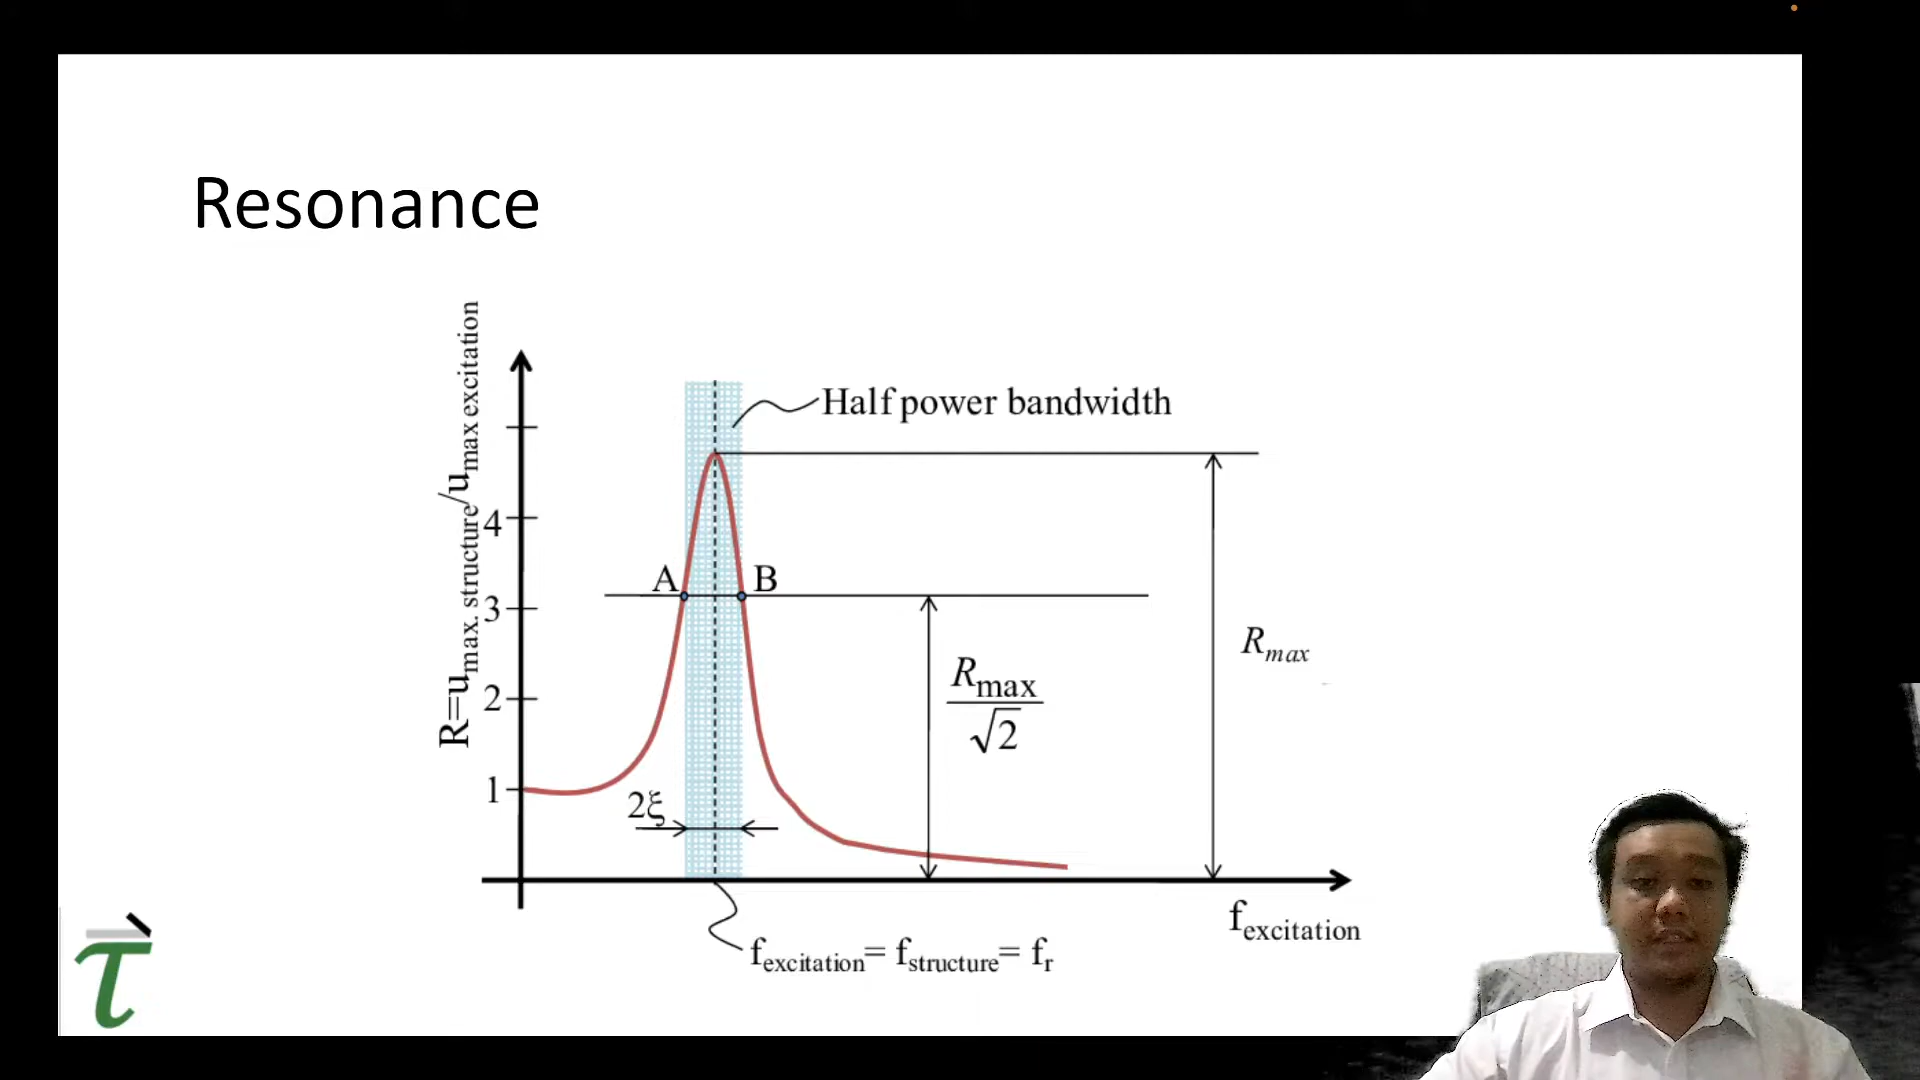 Resonance
R=u_max. structure/u_max excitation
Half power bandwidth
4
A
B
3
R_max
R_max
√2
2
1
2ξ
f_excitation
f_excitation= f_structure= f_r
τ